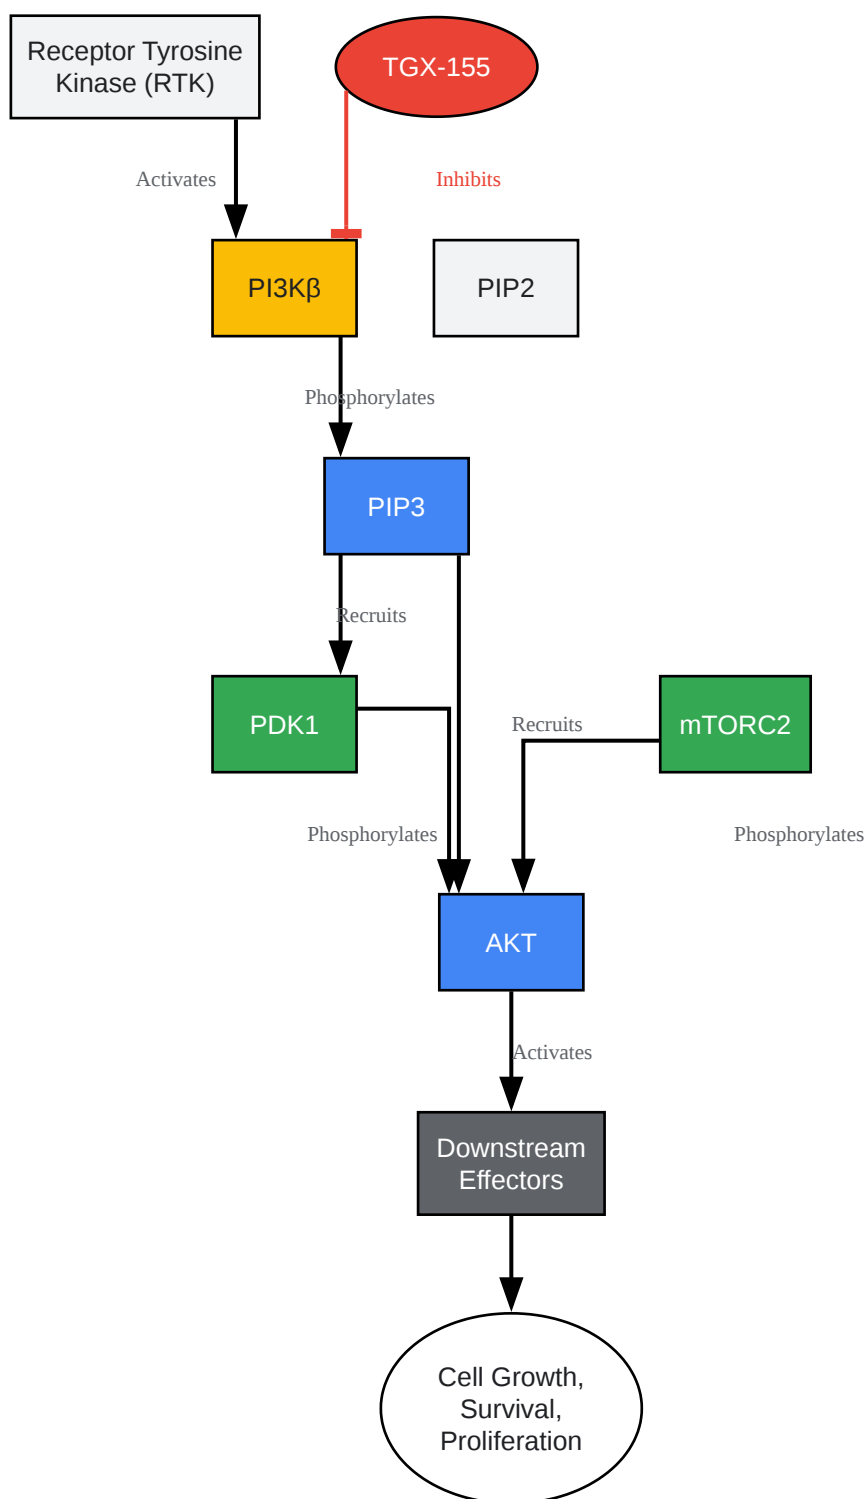 Receptor Tyrosine
Kinase (RTK)
TGX-155
Activates
Inhibits
PI3Kβ
PIP2
Phosphorylates
PIP3
Recruits
PDK1
Recruits
mTORC2
Phosphorylates
Phosphorylates
AKT
Activates
Downstream
Effectors
Cell Growth,
Survival,
Proliferation